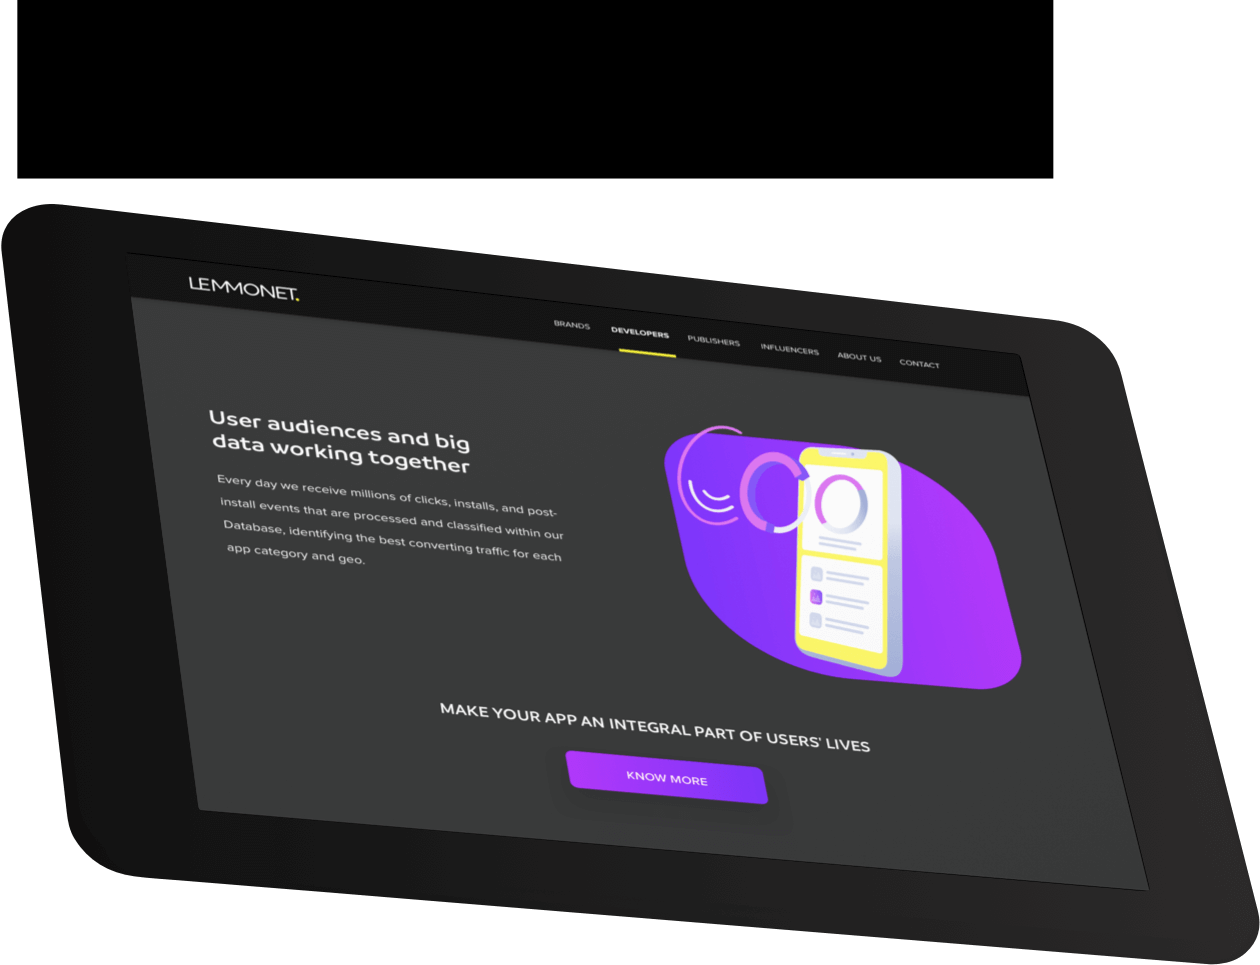 LEMMONET.
BRANDS DEVELOPERS PUBLISHERS INFLUENCERS ABOUT US CONTACT
User audiences and big
data working together
Every day we receive millions of clicks, installs, and post-
install events that are processed and classified within our
Database, identifying the best converting traffic for each
app category and geo.
MAKE YOUR APP AN INTEGRAL PART OF USERS' LIVES
KNOW MORE